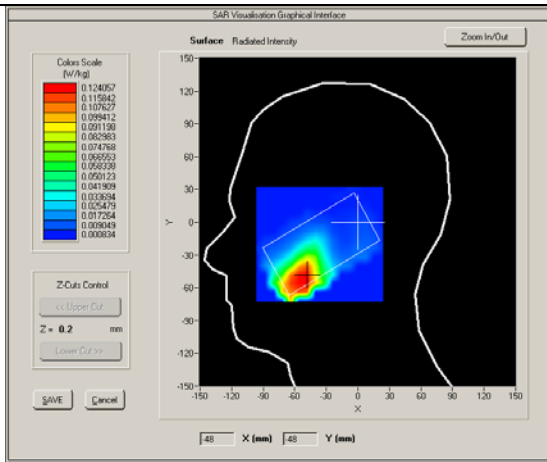 SAR Visualisation Graphical Interface
Surface Radiated Intensity
Zoom In/Out
Colors Scale
(W/kg)
0.124057
0.115842
0.107627
0.099412
0.091198
0.082983
0.074768
0.066553
0.058338
0.050123
0.041909
0.033694
0.025479
0.017264
0.009049
0.000834
Z-Cuts Control
<< Upper Cut
Z = 0.2 mm
Lower Cut >>
SAVE Cancel
150-
120-
90-
60-
30-
0-
-30-
-60-
-90-
-120-
-150-
Y
-150 -120 -90 -60 -30 0 30 60 90 120 150
X
-48 X (mm) -48 Y (mm)